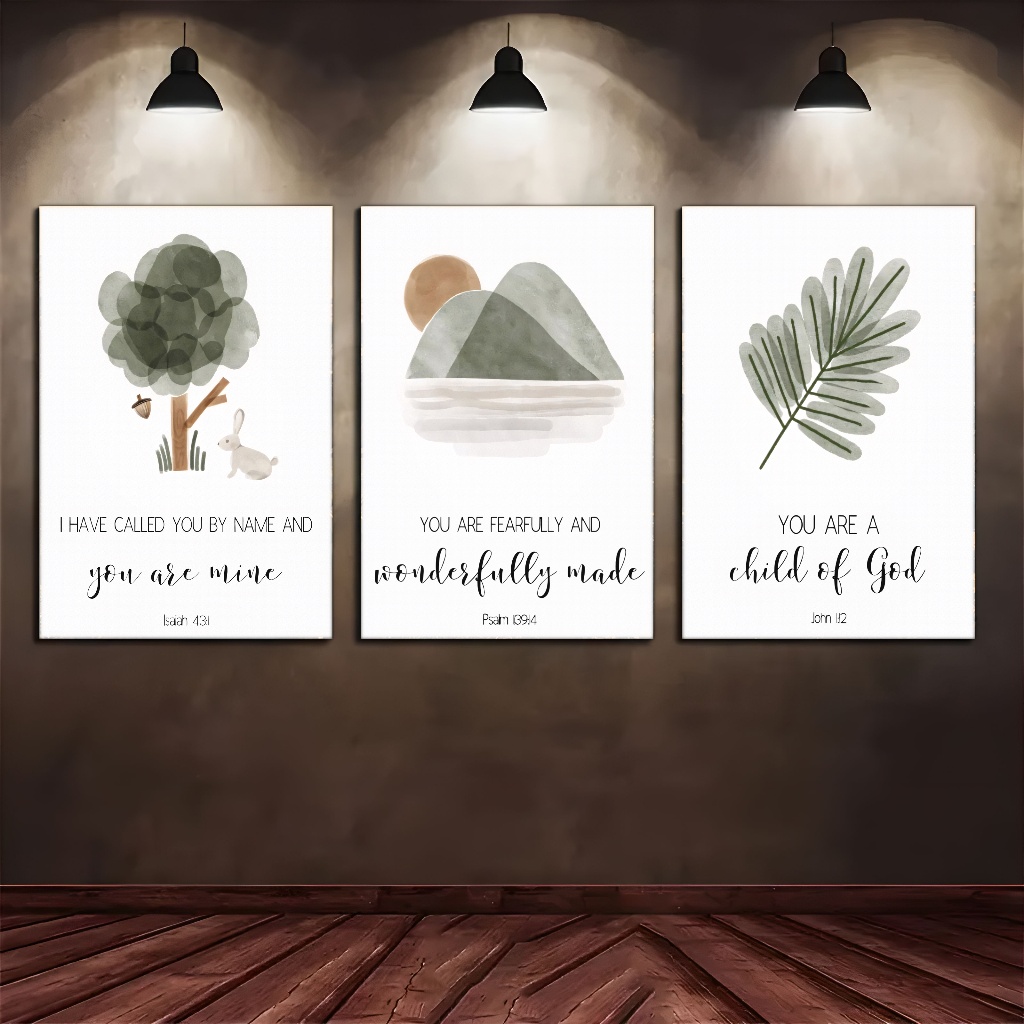 I HAVE CALLED YOU BY NAME AND
you are mine
Isaiah 43:1
YOU ARE FEARFULLY AND
wonderfully made
Psalm 139:14
YOU ARE A
child of God
John 1:12